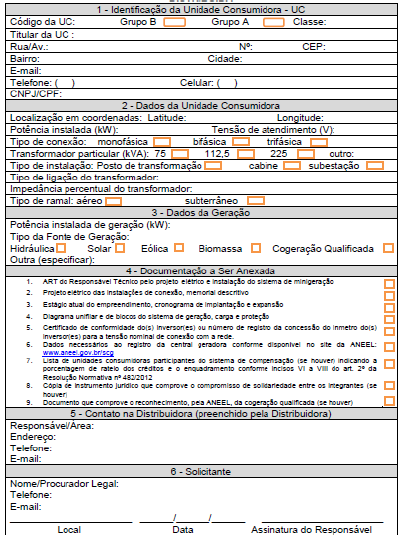 1 - Identificação da Unidade Consumidora - UC
Código da UC: Grupo B Grupo A Classe:
Titular da UC :
Rua/Av.: Nº: CEP:
Bairro: Cidade:
E-mail:
Telefone: ( ) Celular: ( )
CNPJ/CPF:
2 - Dados da Unidade Consumidora
Localização em coordenadas: Latitude: Longitude:
Potência instalada (kW): Tensão de atendimento (V):
Tipo de conexão: monofásica bifásica trifásica
Transformador particular (kVA): 75 112,5 225 outro:
Tipo de instalação: Posto de transformação cabine subestação
Tipo de ligação do transformador:
Impedância percentual do transformador:
Tipo de ramal: aéreo subterrâneo
3 - Dados da Geração
Potência instalada de geração (kW):
Tipo da Fonte de Geração:
Hidráulica Solar Eólica Biomassa Cogeração Qualificada
Outra (especificar):
4 - Documentação a Ser Anexada
1. ART do Responsável Técnico pelo projeto elétrico e instalação do sistema de minigeração
2. Projeto elétrico das instalações de conexão, memorial descritivo
3. Estágio atual do empreendimento, cronograma de implantação e expansão
4. Diagrama unifilar e de blocos do sistema de geração, carga e proteção
5. Certificado de conformidade do(s) inversor(es) ou número de registro da concessão do Inmetro do(s)
inversor(es) para a tensão nominal de conexão com a rede.
6. Dados necessários ao registro da central geradora conforme disponível no site da ANEEL:
www.aneel.gov.br/scg
7. Lista de unidades consumidoras participantes do sistema de compensação (se houver) indicando a
porcentagem de rateio dos créditos e o enquadramento conforme incisos VI a VIII do art. 2º da
Resolução Normativa nº 482/2012
8. Cópia de instrumento jurídico que comprove o compromisso de solidariedade entre os integrantes (se
houver)
9. Documento que comprove o reconhecimento, pela ANEEL, da cogeração qualificada (se houver)
5 - Contato na Distribuidora (preenchido pela Distribuidora)
Responsável/Área:
Endereço:
Telefone:
E-mail:
6 - Solicitante
Nome/Procurador Legal:
Telefone:
E-mail:
____________________ ______/______/______ ____________________
Local Data Assinatura do Responsável